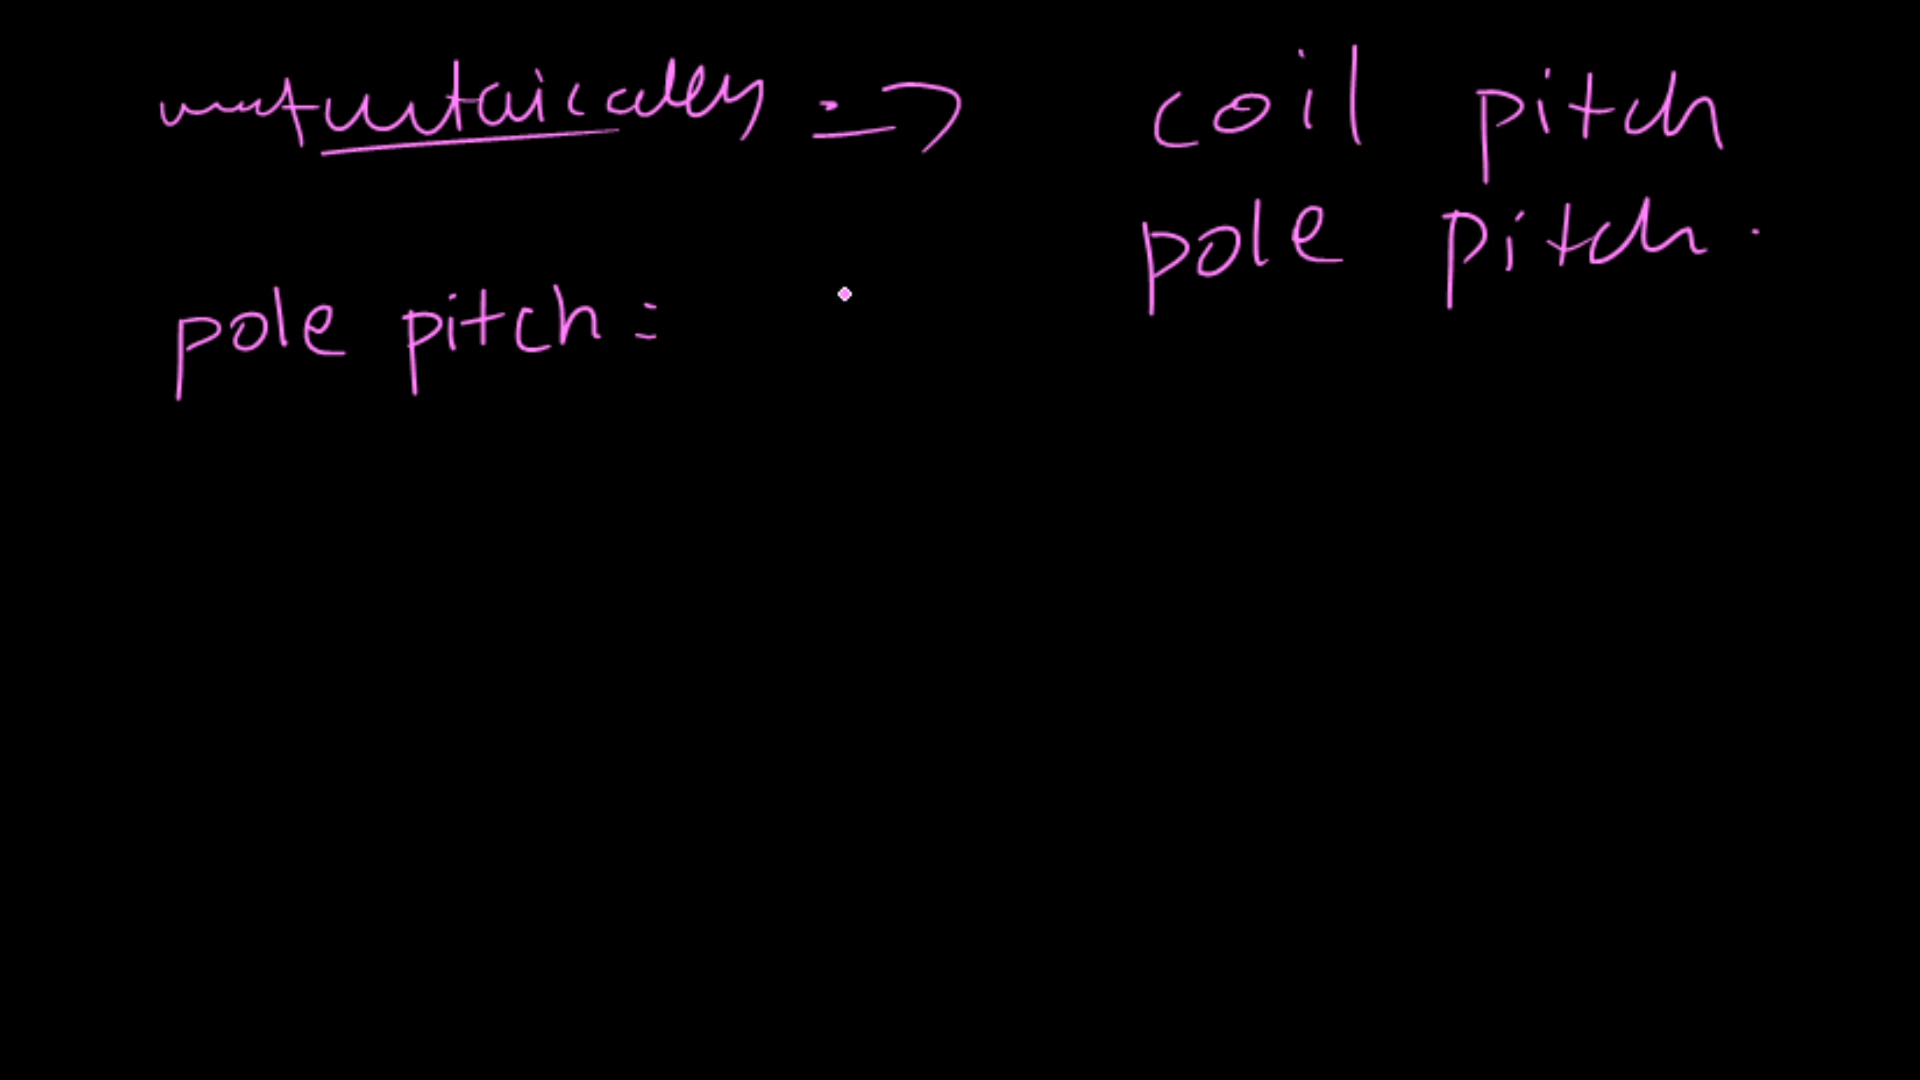 => coil pitch
pole pitch.
pole pitch =